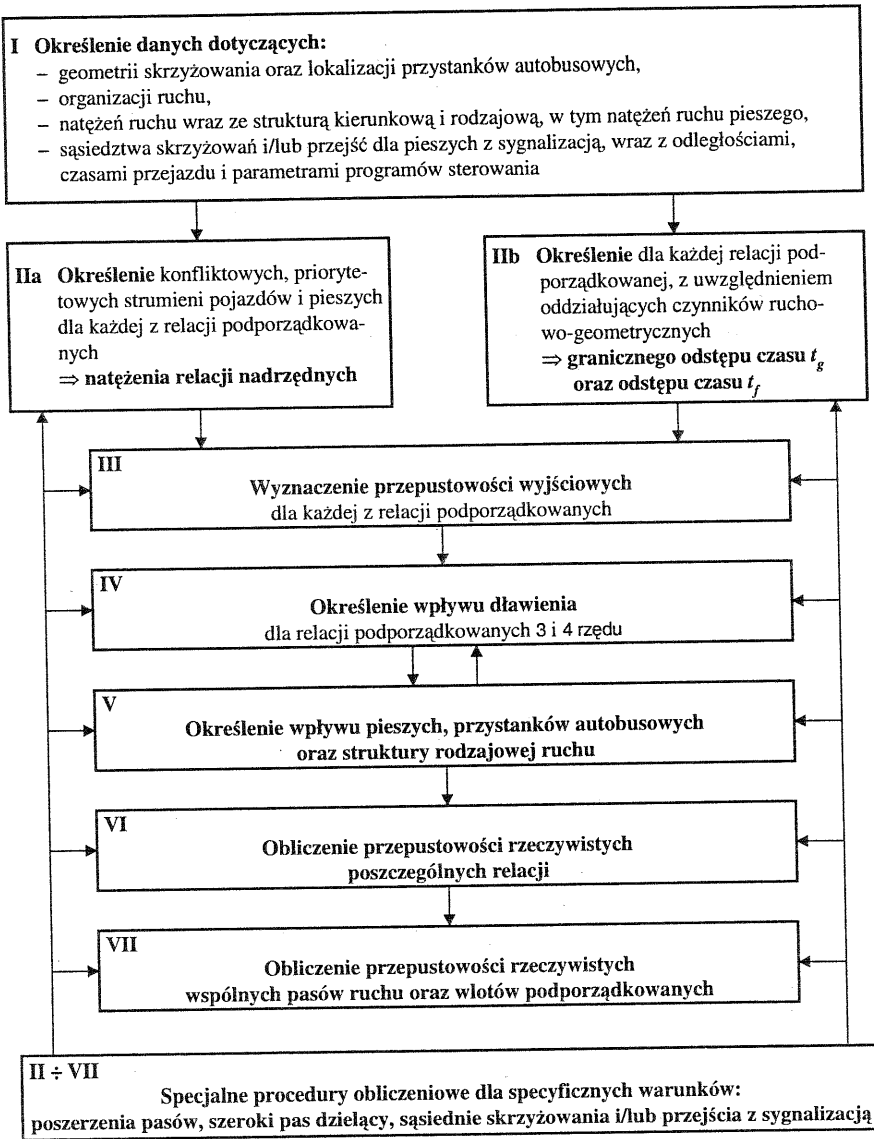 I Określenie danych dotyczących:
– geometrii skrzyżowania oraz lokalizacji przystanków autobusowych,
– organizacji ruchu,
– natężeń ruchu wraz ze strukturą kierunkową i rodzajową, w tym natężeń ruchu pieszego,
– sąsiedztwa skrzyżowań i/lub przejść dla pieszych z sygnalizacją, wraz z odległościami,
czasami przejazdu i parametrami programów sterowania
IIa Określenie konfliktowych, prioryte-
towych strumieni pojazdów i pieszych
dla każdej z relacji podporządkowa-
nych
⇒ natężenia relacji nadrzędnych
IIb Określenie dla każdej relacji pod-
porządkowanej, z uwzględnieniem
oddziałujących czynników rucho-
wo-geometrycznych
⇒ granicznego odstępu czasu t_g
oraz odstępu czasu t_f
III
Wyznaczenie przepustowości wyjściowych
dla każdej z relacji podporządkowanych
IV
Określenie wpływu dławienia
dla relacji podporządkowanych 3 i 4 rzędu
V
Określenie wpływu pieszych, przystanków autobusowych
oraz struktury rodzajowej ruchu
VI
Obliczenie przepustowości rzeczywistych
poszczególnych relacji
VII
Obliczenie przepustowości rzeczywistych
wspólnych pasów ruchu oraz wlotów podporządkowanych
II ÷ VII
Specjalne procedury obliczeniowe dla specyficznych warunków:
poszerzenia pasów, szeroki pas dzielący, sąsiednie skrzyżowania i/lub przejścia z sygnalizacją